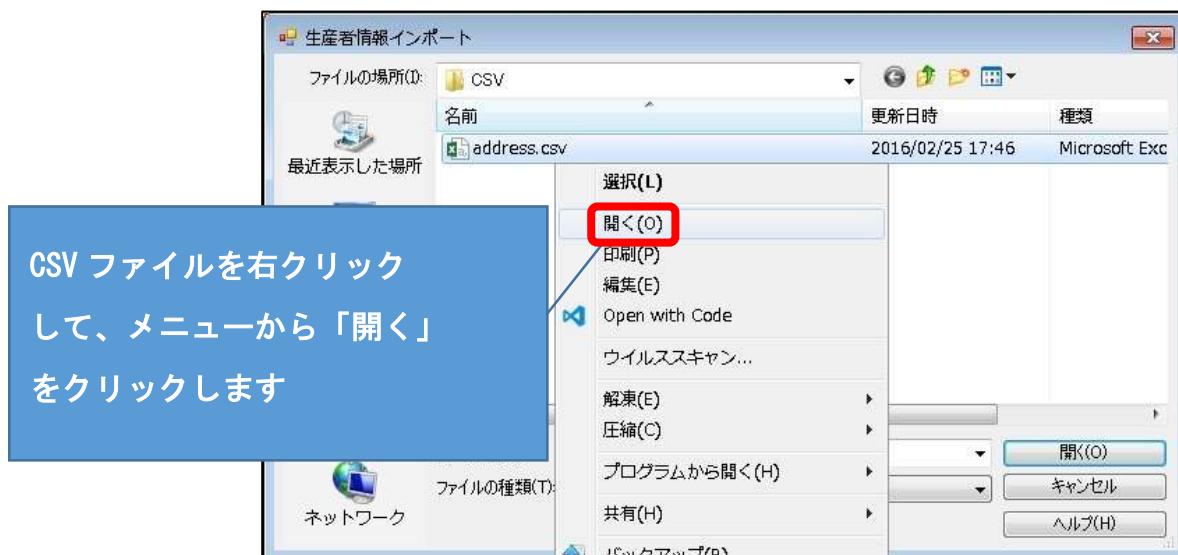 生産者情報インポート
ファイルの場所(I):
CSV
名前
更新日時
種類
address.csv
2016/02/25 17:46
Microsoft Exc
最近表示した場所
選択(L)
開く(O)
印刷(P)
編集(E)
Open with Code
ウイルススキャン...
解凍(E)
圧縮(C)
プログラムから開く(H)
共有(H)
バックアップ(B)
CSV ファイルを右クリック
して、メニューから「開く」
をクリックします
ネットワーク
ファイルの種類(T):
開く(O)
キャンセル
ヘルプ(H)